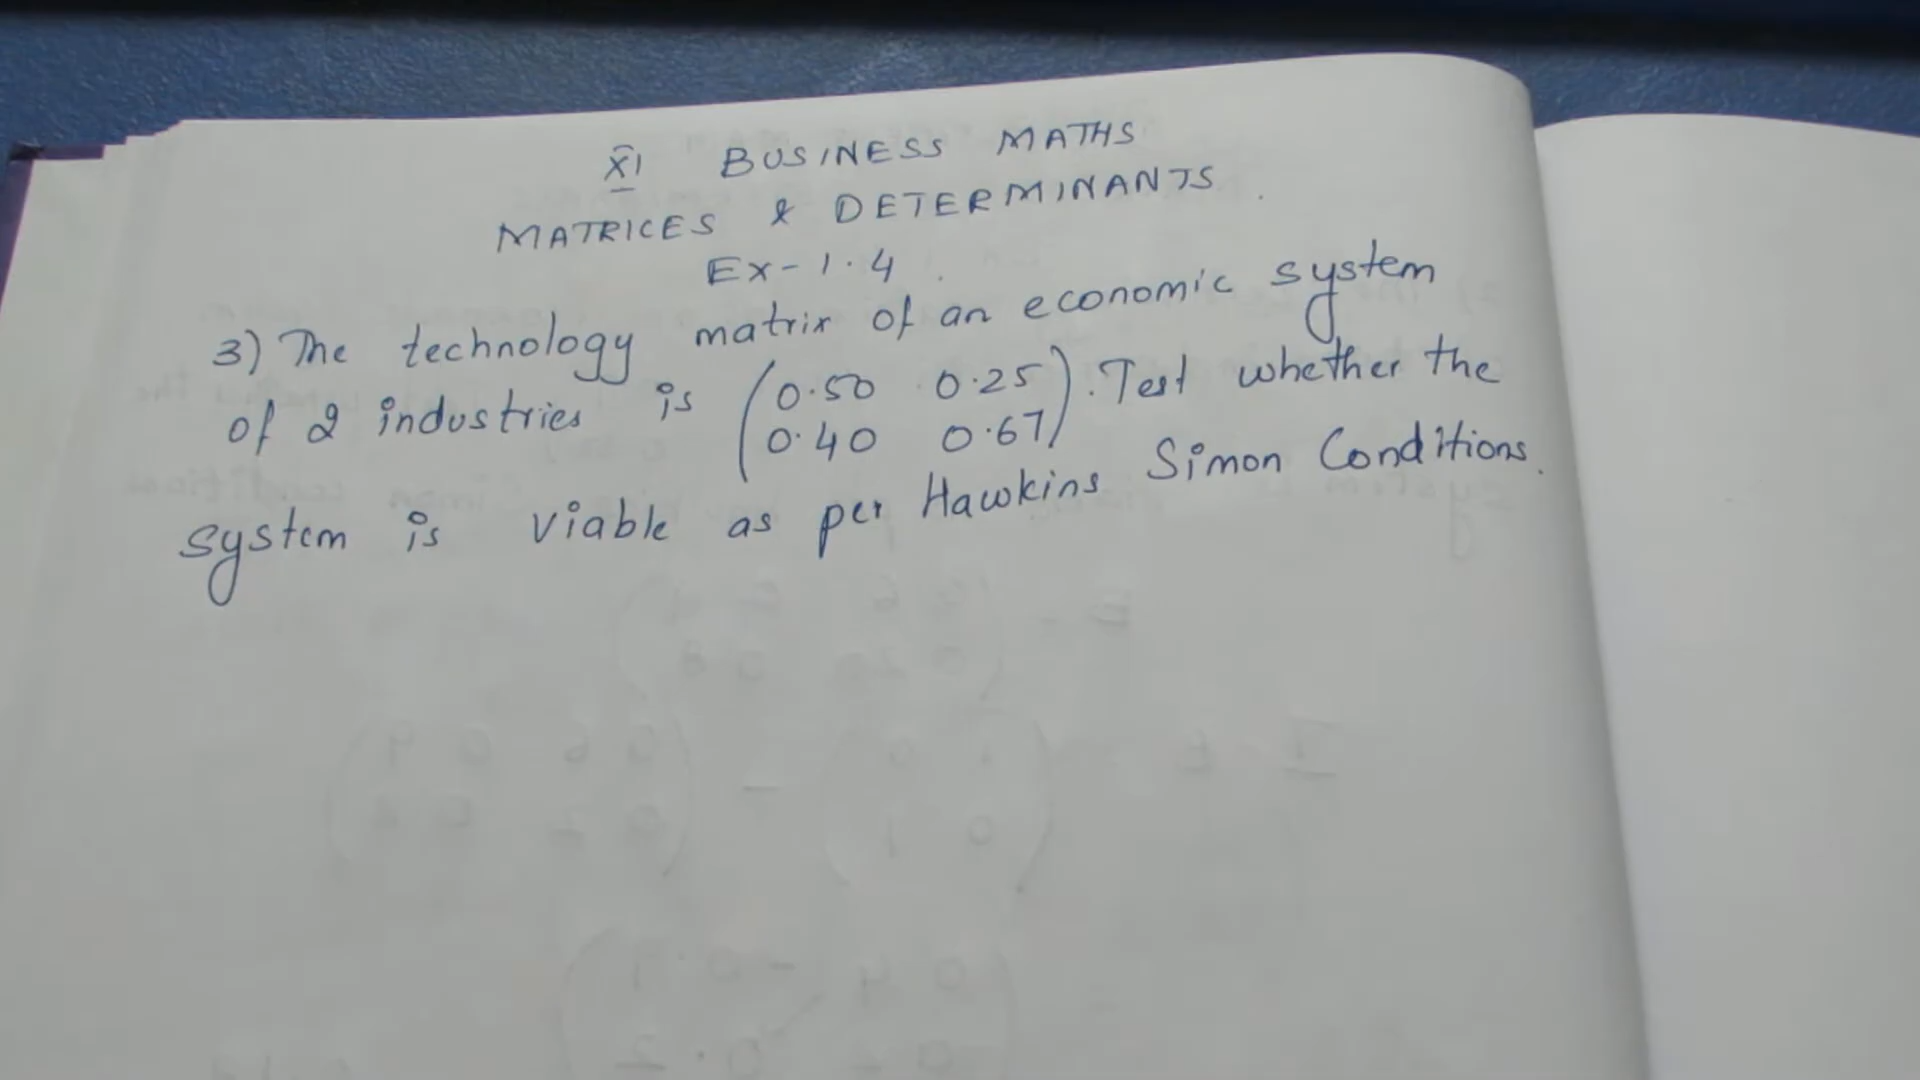 XI BUSINESS MATHS
MATRICES & DETERMINANTS.
Ex-1.4.
3) The technology matrix of an economic system
of 2 industries is (0.50 0.25
0.40 0.67). Test whether the
system is viable as per Hawkins Simon Conditions.